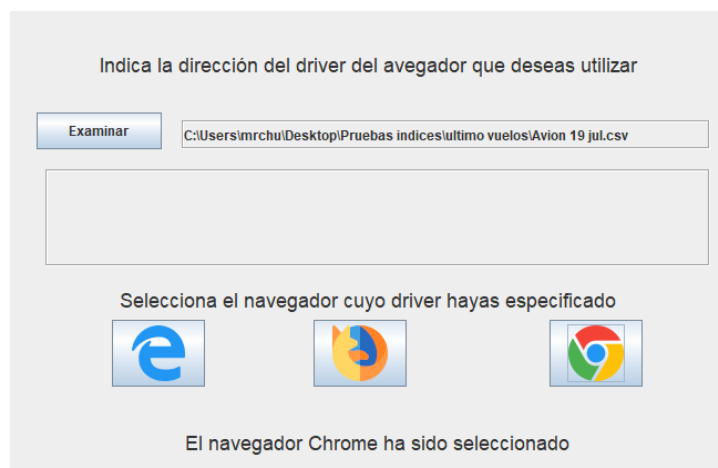 Indica la dirección del driver del avegador que deseas utilizar
Examinar
C:\Users\mrchu\Desktop\Pruebas indices\ultimo vuelos\Avion 19 jul.csv
Selecciona el navegador cuyo driver hayas especificado
El navegador Chrome ha sido seleccionado